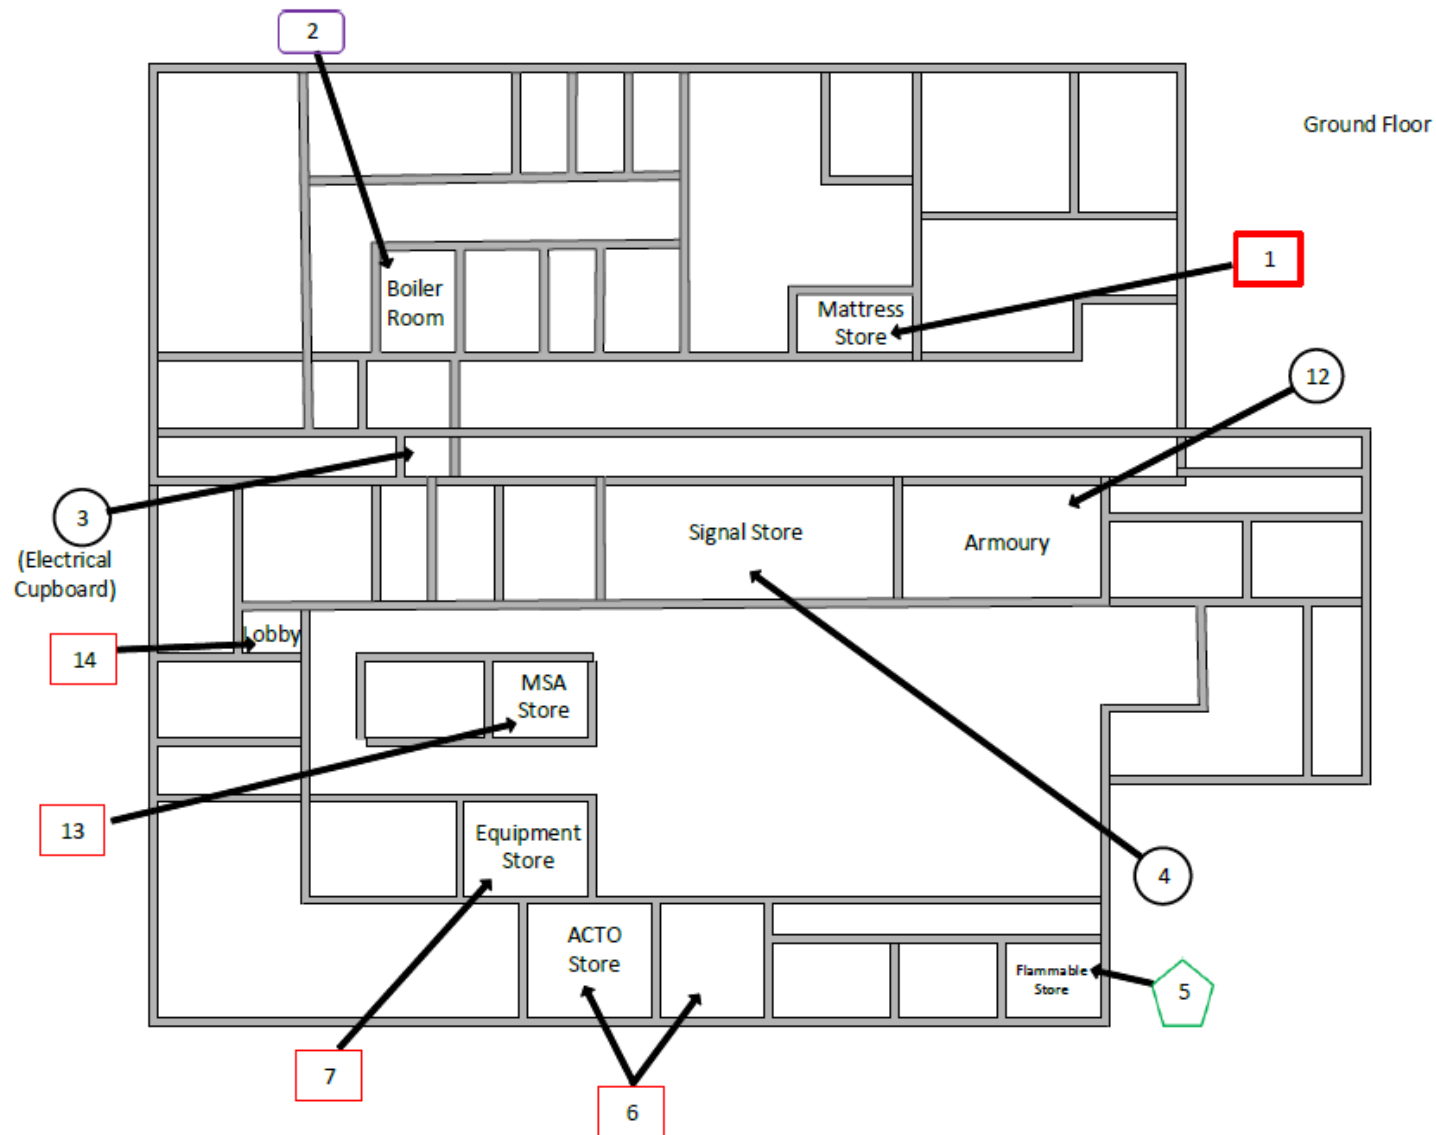 2
Ground Floor
1
Boiler
Room
Mattress
Store
12
3
(Electrical
Cupboard)
Signal Store
Armoury
Lobby
14
MSA
Store
13
Equipment
Store
4
ACTO
Store
Flammable
Store
5
7
6